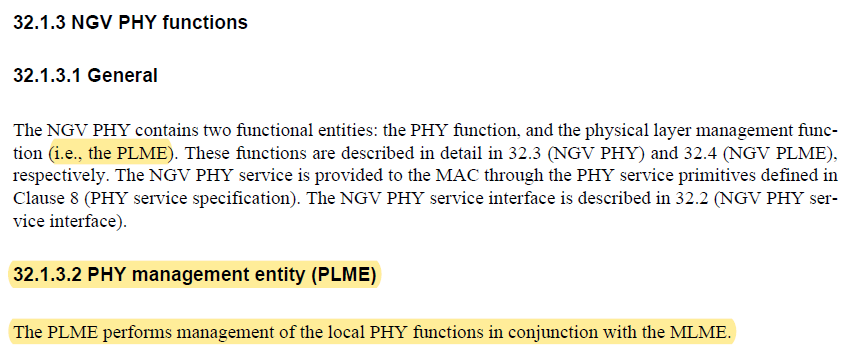 32.1.3 NGV PHY functions
32.1.3.1 General
The NGV PHY contains two functional entities: the PHY function, and the physical layer management func-
tion (i.e., the PLME). These functions are described in detail in 32.3 (NGV PHY) and 32.4 (NGV PLME),
respectively. The NGV PHY service is provided to the MAC through the PHY service primitives defined in
Clause 8 (PHY service specification). The NGV PHY service interface is described in 32.2 (NGV PHY ser-
vice interface).
32.1.3.2 PHY management entity (PLME)
The PLME performs management of the local PHY functions in conjunction with the MLME.